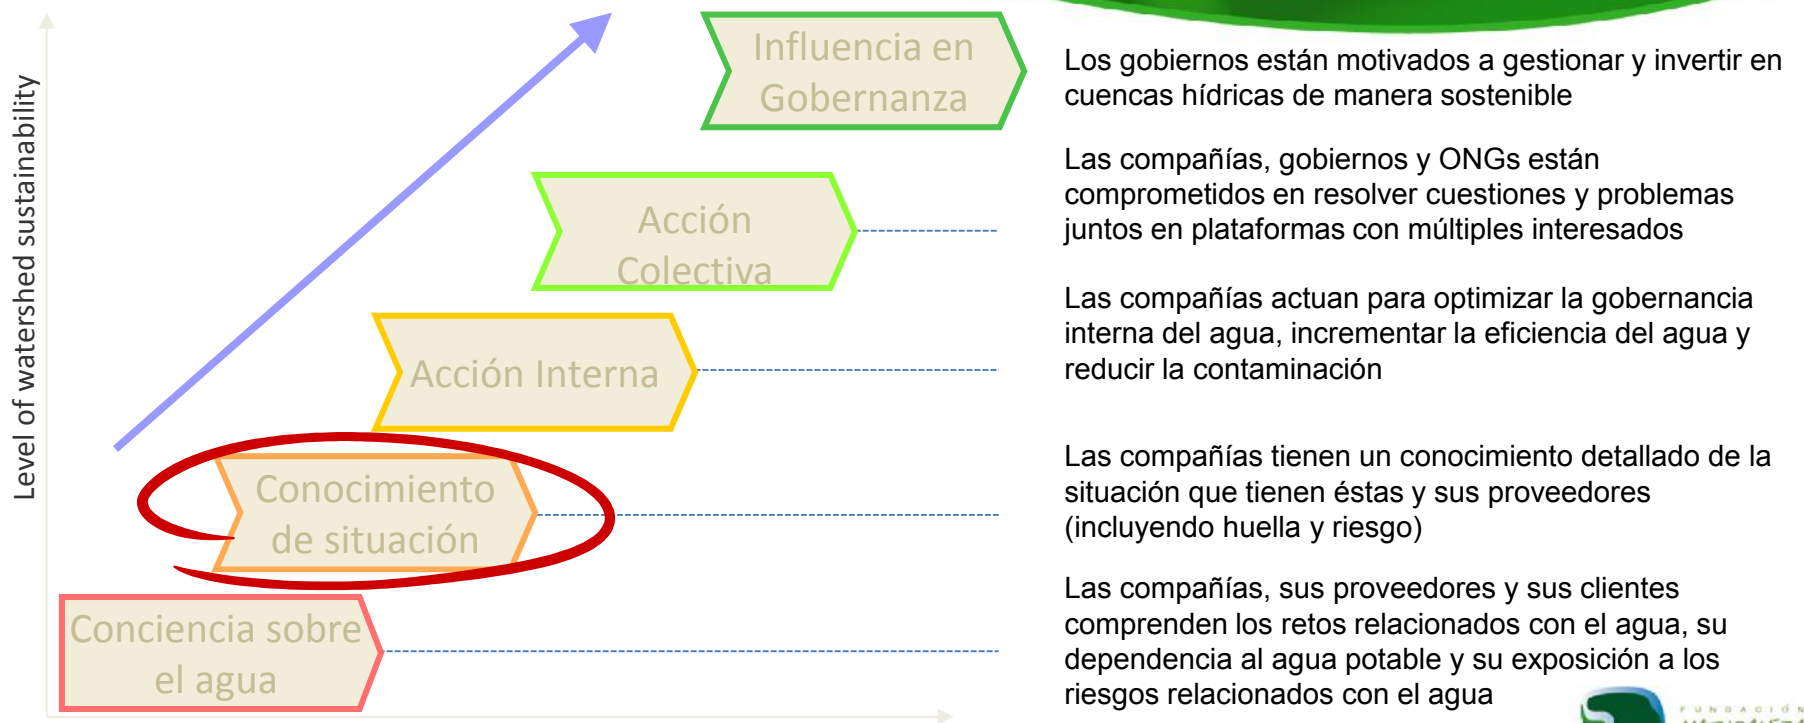 Level of watershed sustainability
Influencia en
Gobernanza
Los gobiernos están motivados a gestionar y invertir en
cuencas hídricas de manera sostenible
Acción
Colectiva
Las compañías, gobiernos y ONGs están
comprometidos en resolver cuestiones y problemas
juntos en plataformas con múltiples interesados
Acción Interna
Las compañías actuan para optimizar la gobernancia
interna del agua, incrementar la eficiencia del agua y
reducir la contaminación
Conocimiento
de situación
Las compañías tienen un conocimiento detallado de la
situación que tienen éstas y sus proveedores
(incluyendo huella y riesgo)
Conciencia sobre
el agua
Las compañías, sus proveedores y sus clientes
comprenden los retos relacionados con el agua, su
dependencia al agua potable y su exposición a los
riesgos relacionados con el agua
FUNDACIÓN